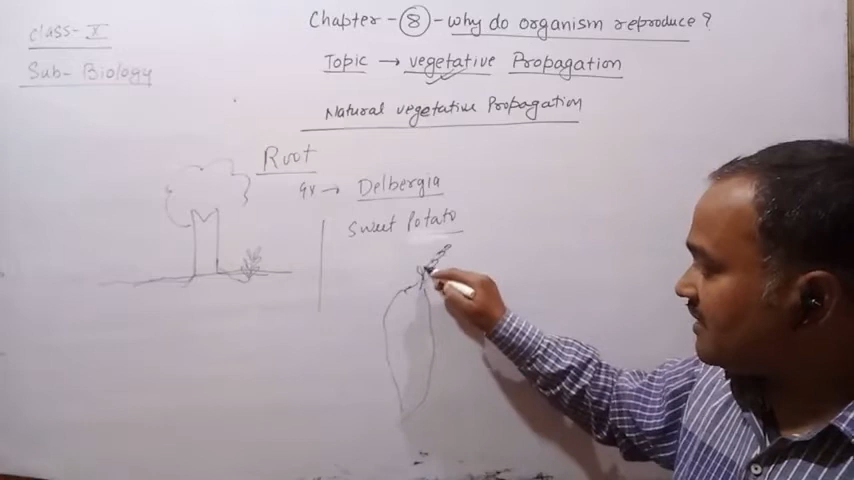 Chapter - 8 - why do organism reproduce ?
class - X
Topic → vegetative Propagation
Sub - Biology
Natural vegetative Propagation
Root
Ex → Delbergia
Sweet Potato